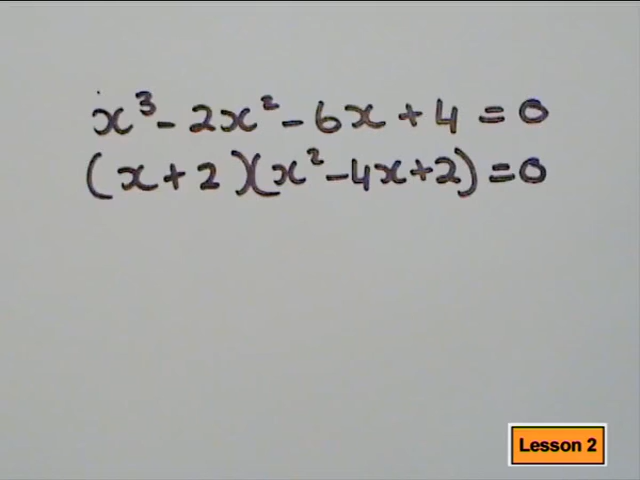 x³ - 2x² - 6x + 4 = 0
(x + 2)(x² - 4x + 2) = 0
Lesson 2